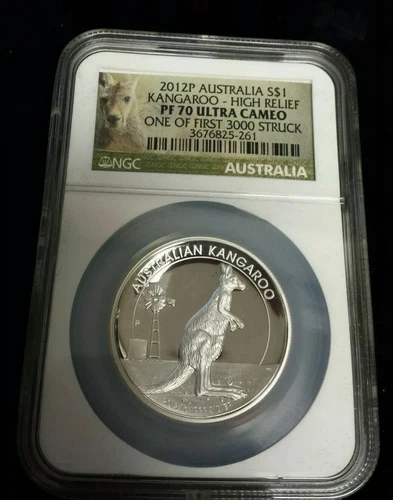 2012P AUSTRALIA S$1
KANGAROO - HIGH RELIEF
PF 70 ULTRA CAMEO
ONE OF FIRST 3000 STRUCK
3676825-261
NGC
AUSTRALIA
AUSTRALIAN KANGAROO
P